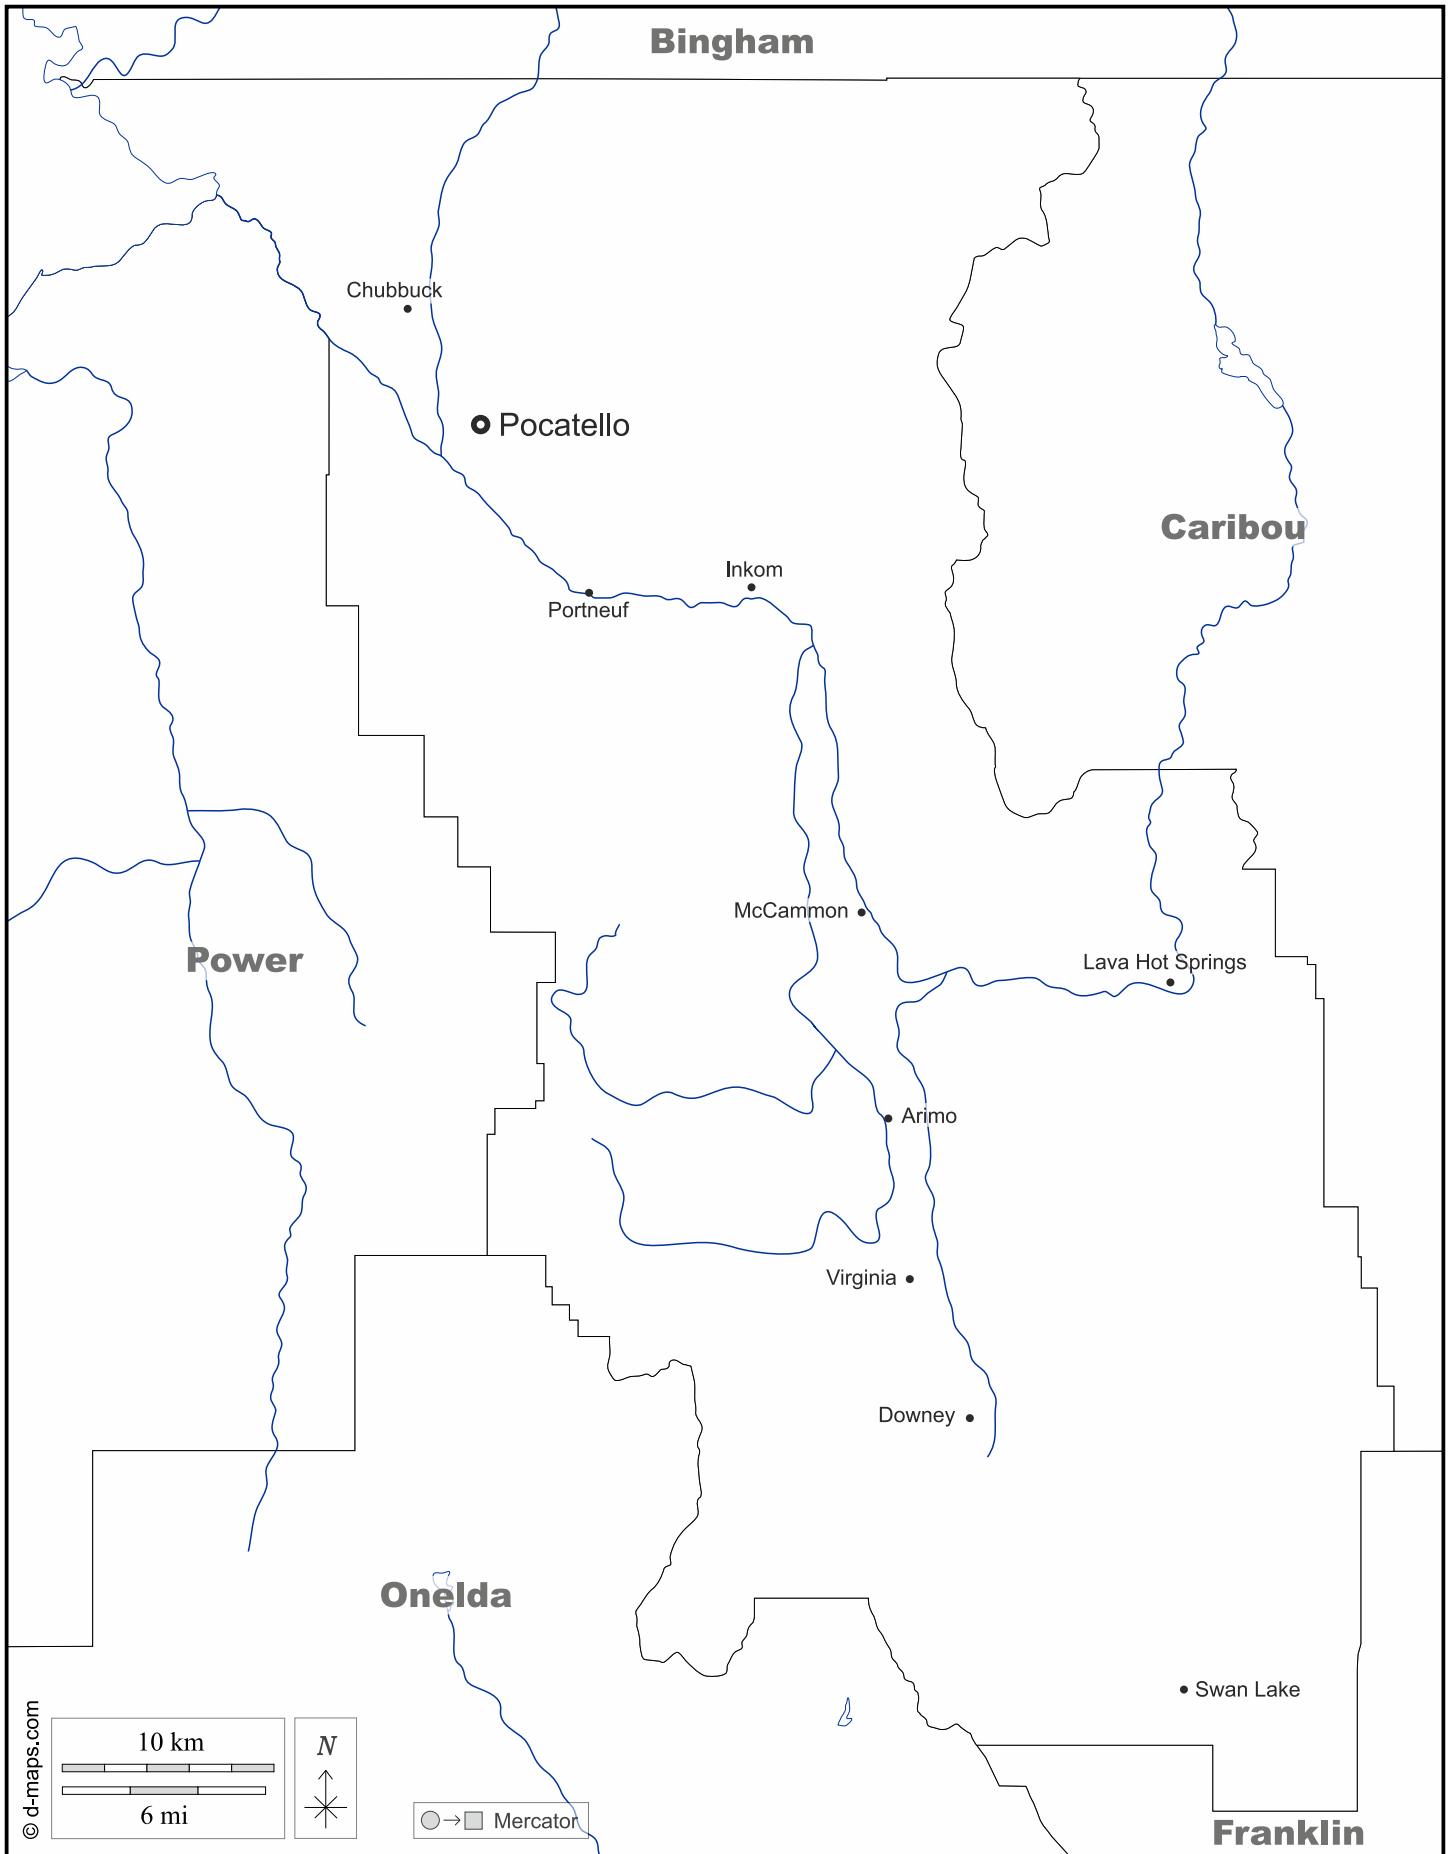 Bingham
Chubbuck
Pocatello
Caribou
Inkom
Portneuf
McCammon
Power
Lava Hot Springs
Arimo
Virginia
Downey
Onelda
Swan Lake
© d-maps.com
10 km
6 mi
N
Mercator
Franklin